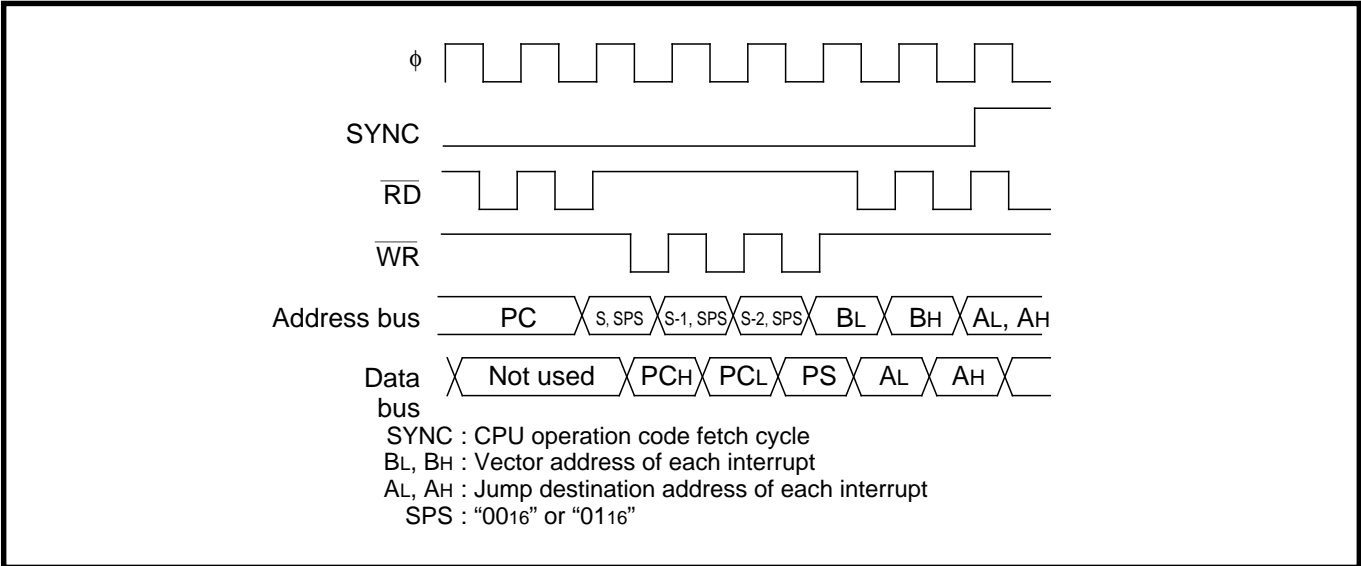 ϕ
SYNC
R̅D̅
W̅R̅
Address bus PC S, SPS S-1, SPS S-2, SPS BL BH AL, AH
Data bus Not used PCH PCL PS AL AH
SYNC : CPU operation code fetch cycle
BL, BH : Vector address of each interrupt
AL, AH : Jump destination address of each interrupt
SPS : “0016” or “0116”